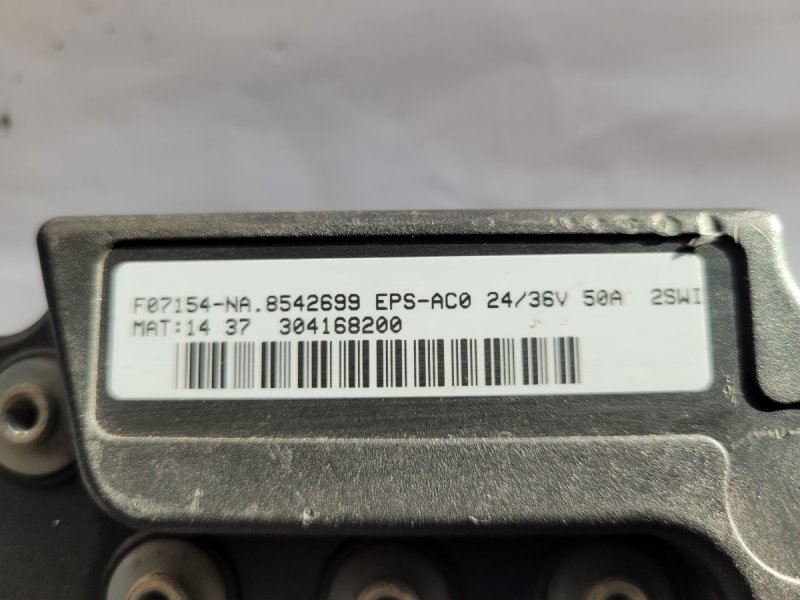 F07154-NA.8542699 EPS-AC0 24/36V 50A 2SWI
MAT:14 37 304168200